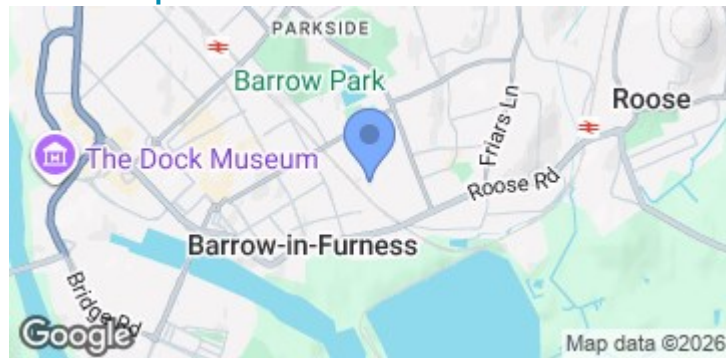 PARKSIDE
Barrow Park
Roose
Friars Ln
The Dock Museum
Roose Rd
Barrow-in-Furness
Bridge Rd
Google
Map data ©2026